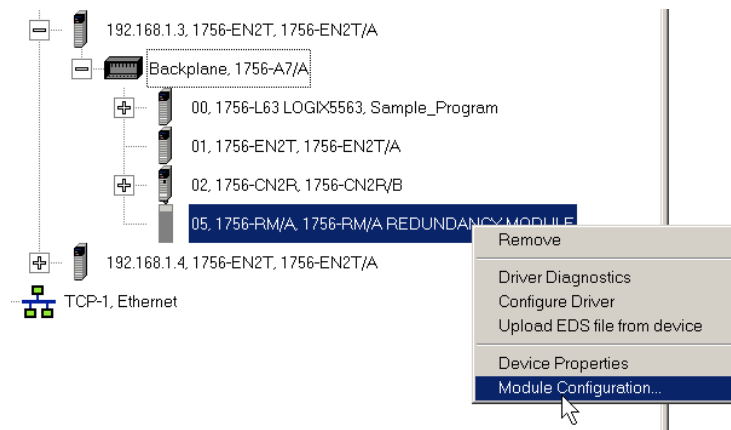 192.168.1.3, 1756-EN2T, 1756-EN2T/A
Backplane, 1756-A7/A
00, 1756-L63 LOGIX5563, Sample_Program
01, 1756-EN2T, 1756-EN2T/A
02, 1756-CN2R, 1756-CN2R/B
05, 1756-RM/A, 1756-RM/A REDUNDANCY MODULE
192.168.1.4, 1756-EN2T, 1756-EN2T/A
TCP-1, Ethernet
Remove
Driver Diagnostics
Configure Driver
Upload EDS file from device
Device Properties
Module Configuration...